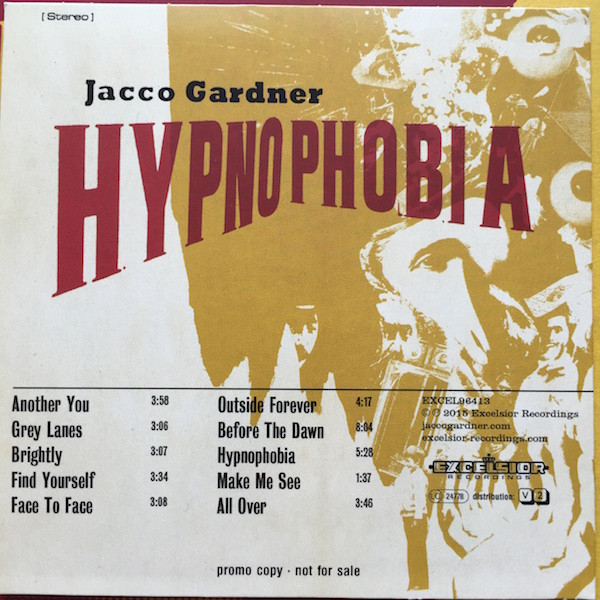 [Stereo]
Jacco Gardner
HYPNOPHOBIA
Another You 3:58
Grey Lanes 3:06
Brightly 3:07
Find Yourself 3:34
Face To Face 3:08
Outside Forever 4:17
Before The Dawn 8:04
Hypnophobia 5:28
Make Me See 1:37
All Over 3:46
EXCEL96413
℗ © 2015 Excelsior Recordings
jaccogardner.com
excelsior-recordings.com
EXCELSIOR
RECORDINGS
LC 24778 distribution: V2
promo copy · not for sale